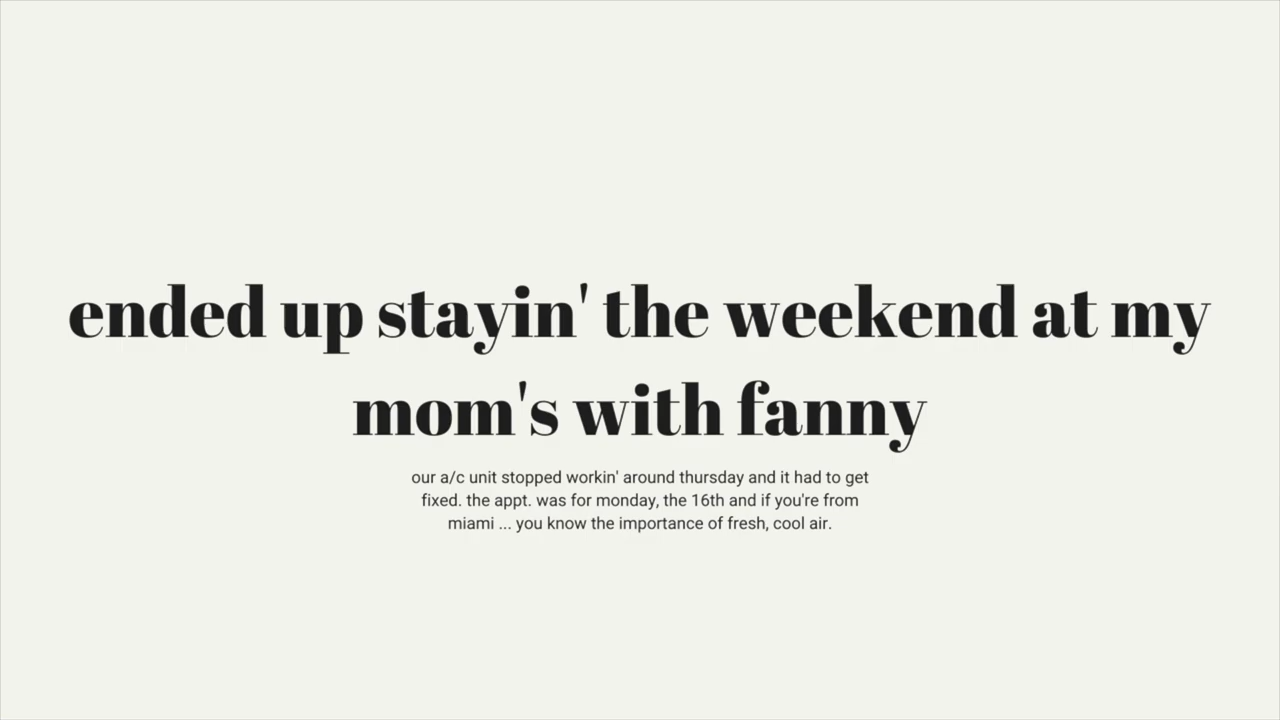 ended up stayin' the weekend at my
mom's with fanny
our a/c unit stopped workin' around thursday and it had to get
fixed. the appt. was for monday, the 16th and if you're from
miami ... you know the importance of fresh, cool air.